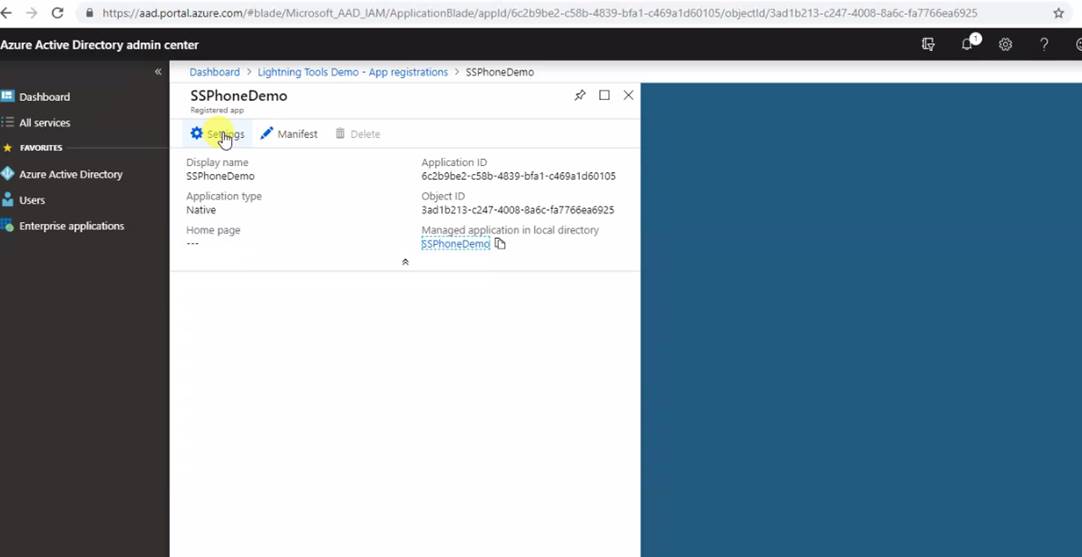 https://aad.portal.azure.com/#blade/Microsoft_AAD_IAM/ApplicationBlade/appId/6c2b9be2-c58b-4839-bfa1-c469a1d60105/objectId/3ad1b213-c247-4008-8a6c-fa7766ea6925
Azure Active Directory admin center
1
?
«
Dashboard > Lightning Tools Demo - App registrations > SSPhoneDemo
Dashboard
All services
FAVORITES
Azure Active Directory
Users
Enterprise applications
SSPhoneDemo
Registered app
Settings
Manifest
Delete
Display name
SSPhoneDemo
Application type
Native
Home page
---
Application ID
6c2b9be2-c58b-4839-bfa1-c469a1d60105
Object ID
3ad1b213-c247-4008-8a6c-fa7766ea6925
Managed application in local directory
SSPhoneDemo